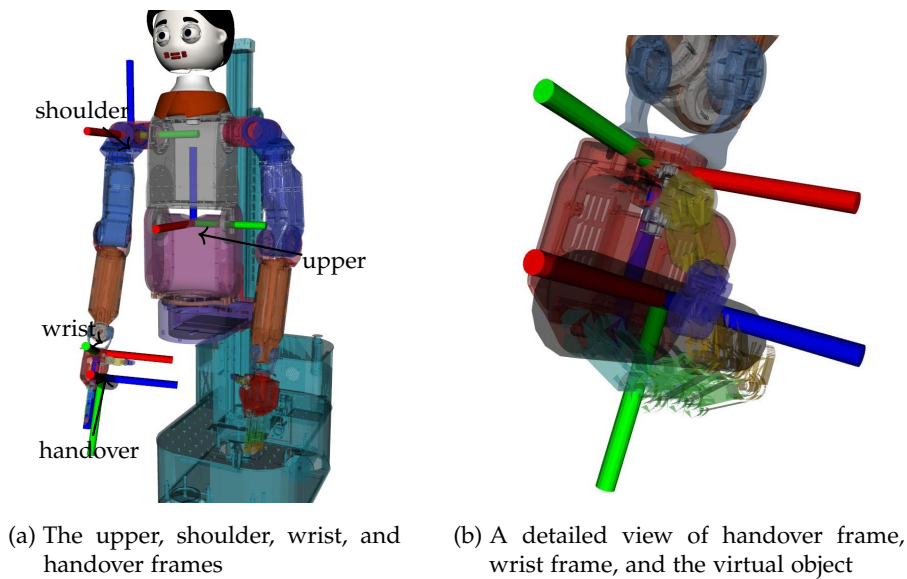 shoulder
upper
wrist
handover
(a) The upper, shoulder, wrist, and
handover frames
(b) A detailed view of handover frame,
wrist frame, and the virtual object